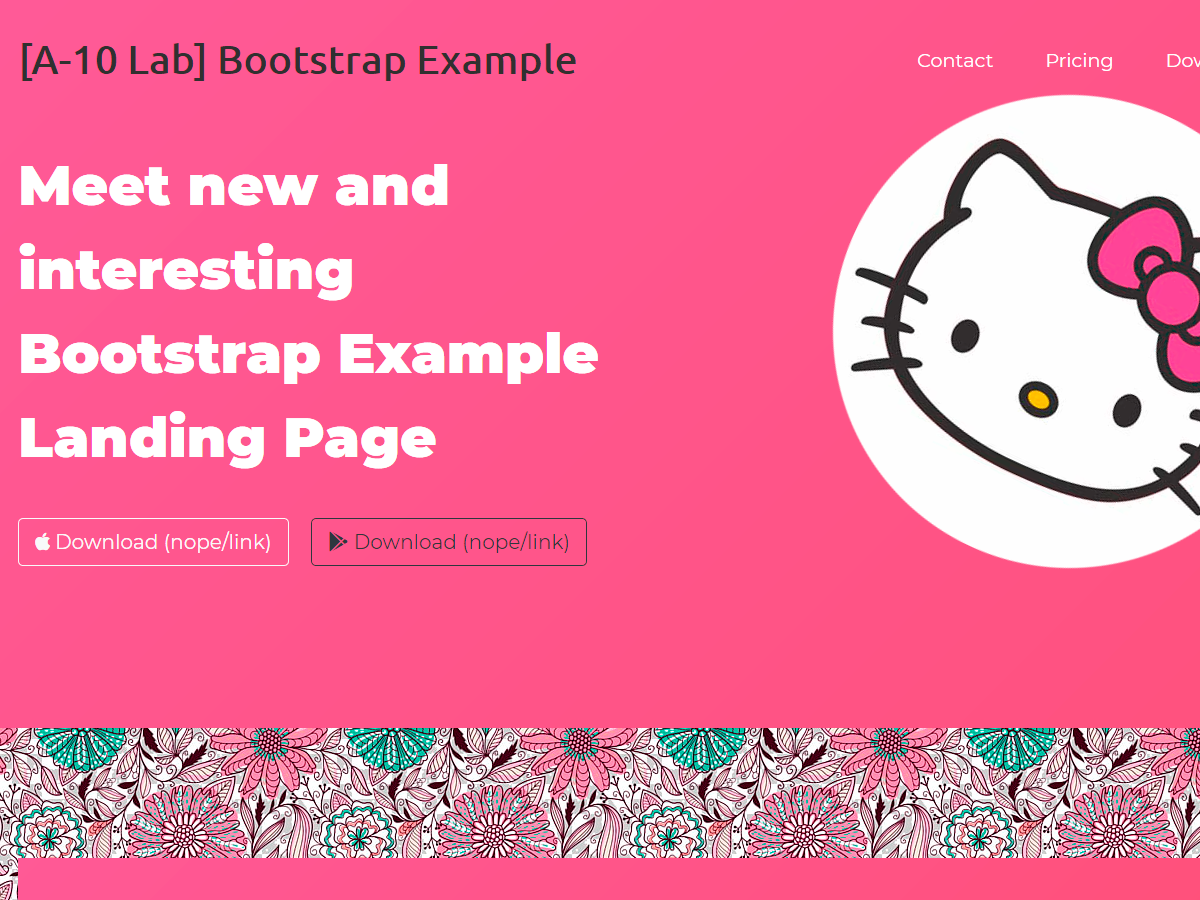 [A-10 Lab] Bootstrap Example
Contact
Pricing
Meet new and
interesting
Bootstrap Example
Landing Page
Download (nope/link)
Download (nope/link)